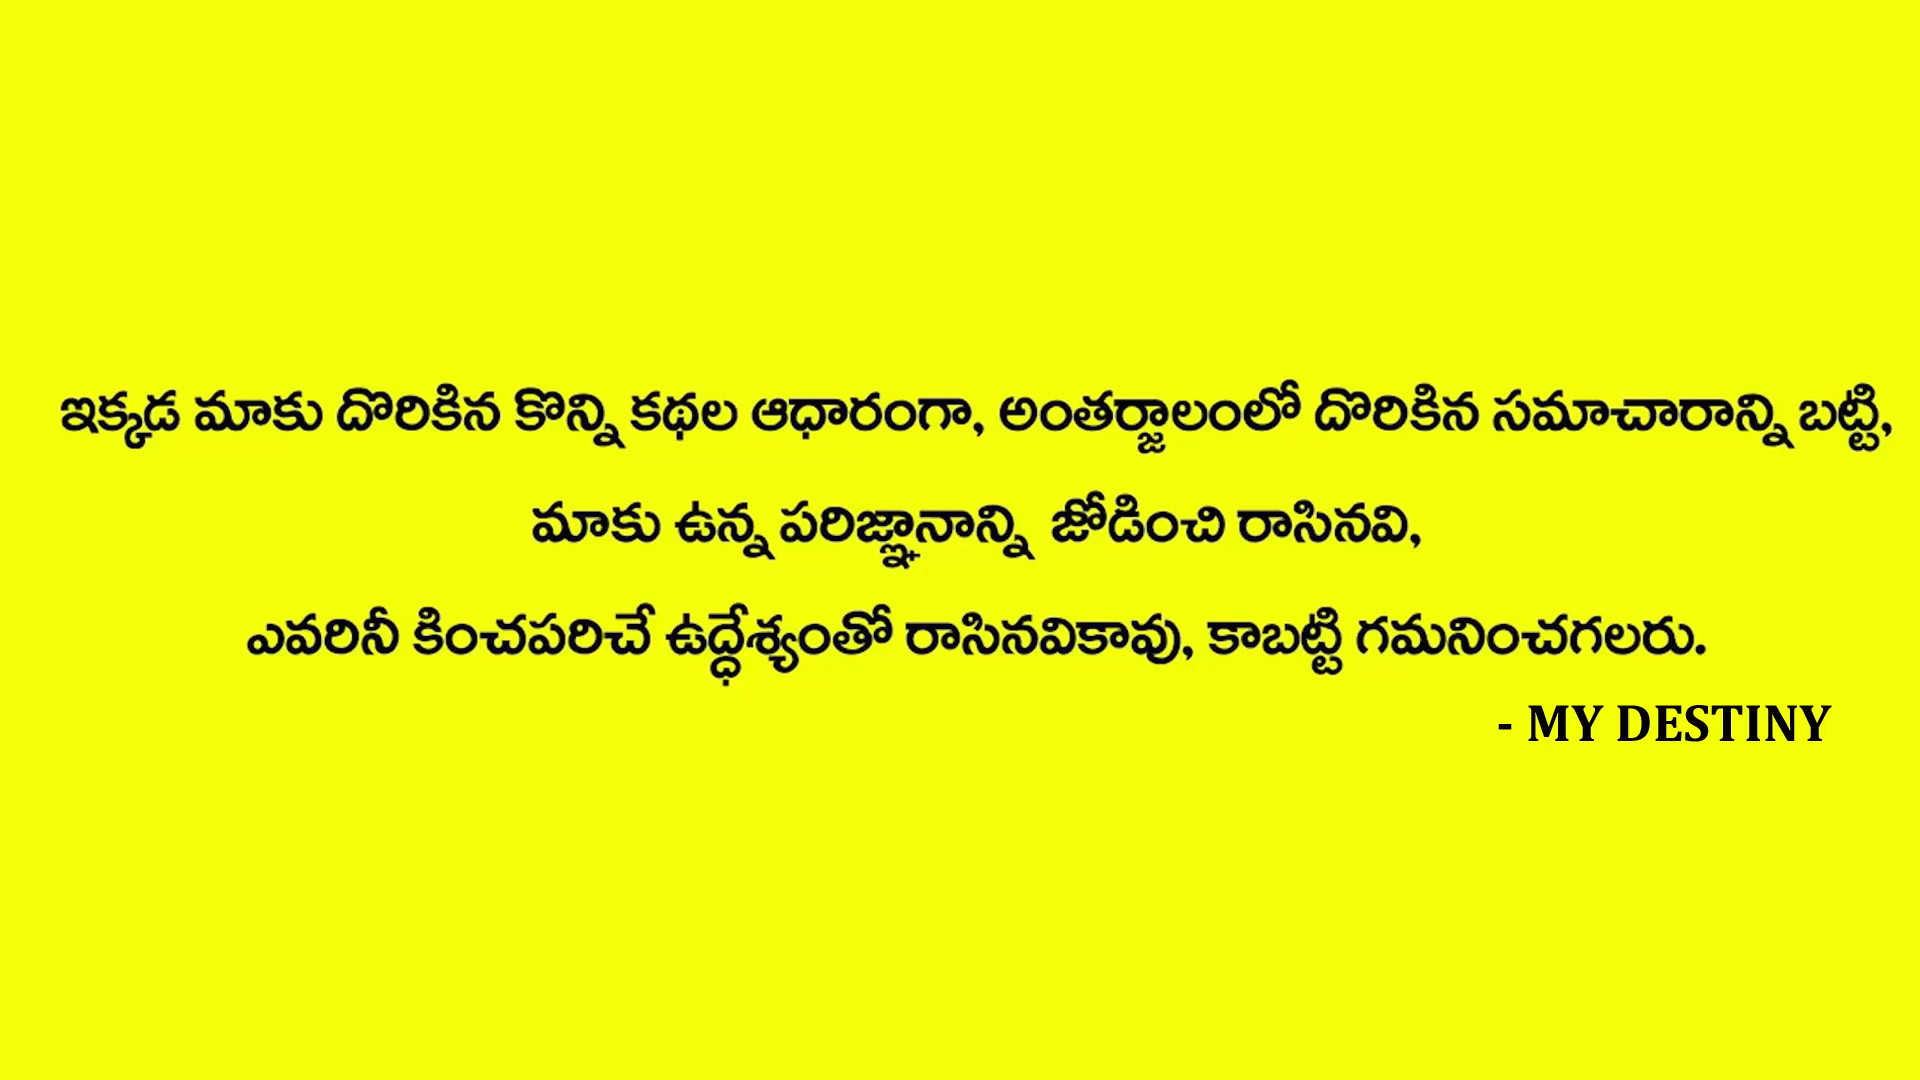 ఇక్కడ మాకు దొరికిన కొన్ని కథల ఆధారంగా, అంతర్జాలంలో దొరికిన సమాచారాన్ని బట్టి,
మాకు ఉన్న పరిజ్ఞానాన్ని జోడించి రాసినవి,
ఎవరినీ కించపరిచే ఉద్ధేశ్యంతో రాసినవికావు, కాబట్టి గమనించగలరు.
- MY DESTINY